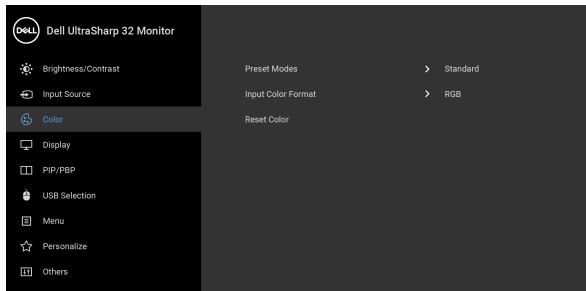 DELL Dell UltraSharp 32 Monitor
Brightness/Contrast
Preset Modes > Standard
Input Source
Input Color Format > RGB
Color
Reset Color
Display
PIP/PBP
USB Selection
Menu
Personalize
Others